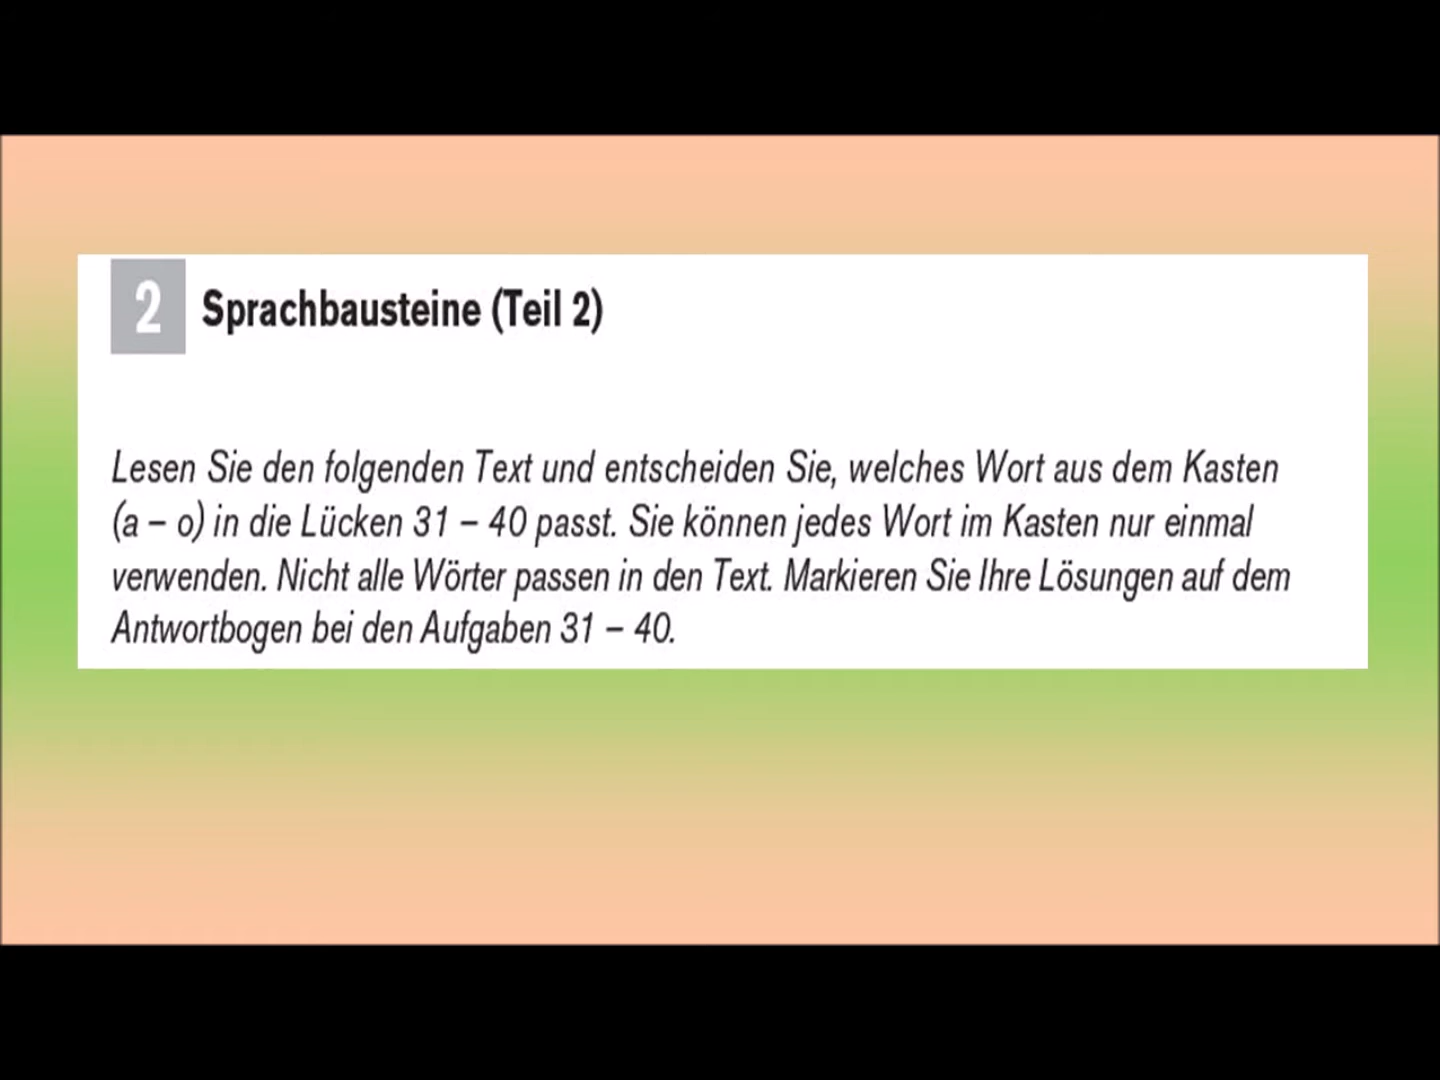 2 Sprachbausteine (Teil 2)
Lesen Sie den folgenden Text und entscheiden Sie, welches Wort aus dem Kasten
(a – o) in die Lücken 31 – 40 passt. Sie können jedes Wort im Kasten nur einmal
verwenden. Nicht alle Wörter passen in den Text. Markieren Sie Ihre Lösungen auf dem
Antwortbogen bei den Aufgaben 31 – 40.